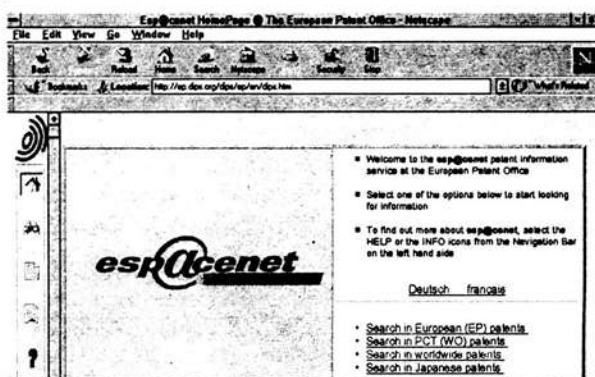 Esp@cenet HomePage @ The European Patent Office - Netscape
File Edit View Go Window Help
Back Reload Home Search Netscape Security Stop
Bookmarks Location: http://ep.dips.org/dips/ep/en/dips.htm What's Related
Welcome to the esp@cenet patent information
service at the European Patent Office
Select one of the options below to start looking
for information
To find out more about esp@cenet, select the
HELP or the INFO icons from the Navigation Bar
on the left hand side
esp@cenet
Deutsch français
Search in European (EP) patents
Search in PCT (WO) patents
Search in worldwide patents
Search in Japanese patents